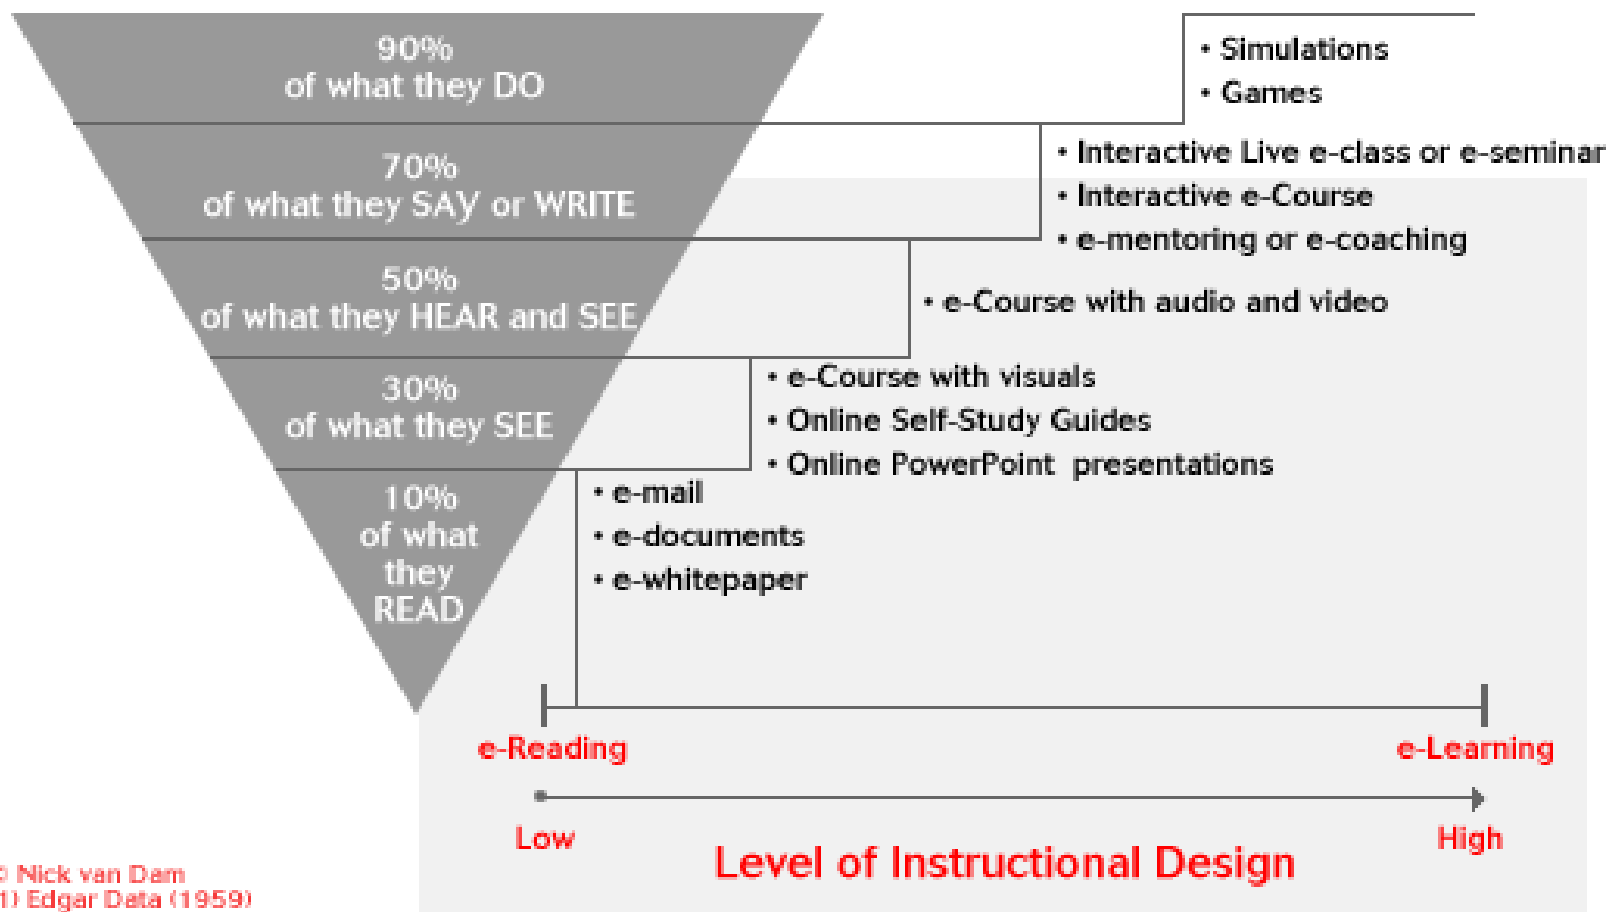 90%
of what they DO
• Simulations
• Games
70%
of what they SAY or WRITE
• Interactive Live e-class or e-seminar
• Interactive e-Course
• e-mentoring or e-coaching
50%
of what they HEAR and SEE
• e-Course with audio and video
30%
of what they SEE
• e-Course with visuals
• Online Self-Study Guides
• Online PowerPoint presentations
10%
of what
they
READ
• e-mail
• e-documents
• e-whitepaper
e-Reading
e-Learning
Low
High
Level of Instructional Design
© Nick van Dam
1) Edgar Data (1959)